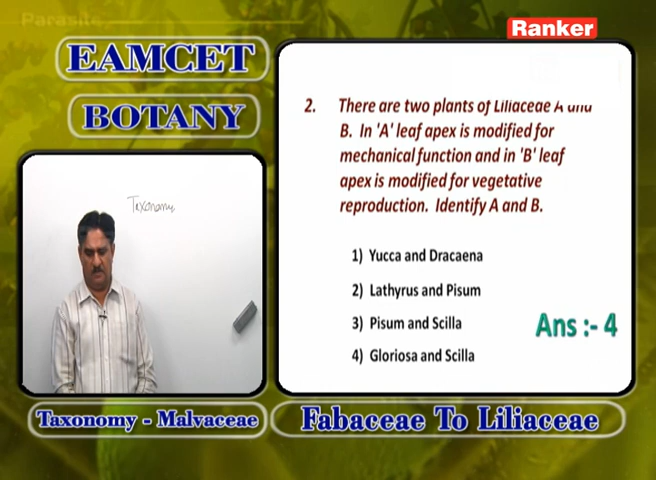 Parasite
Ranker
EAMCET
BOTANY
Taxonomy
2. There are two plants of Liliaceae A and
B. In 'A' leaf apex is modified for
mechanical function and in 'B' leaf
apex is modified for vegetative
reproduction. Identify A and B.
1) Yucca and Dracaena
2) Lathyrus and Pisum
3) Pisum and Scilla
4) Gloriosa and Scilla
Ans :- 4
Taxonomy - Malvaceae
Fabaceae To Liliaceae